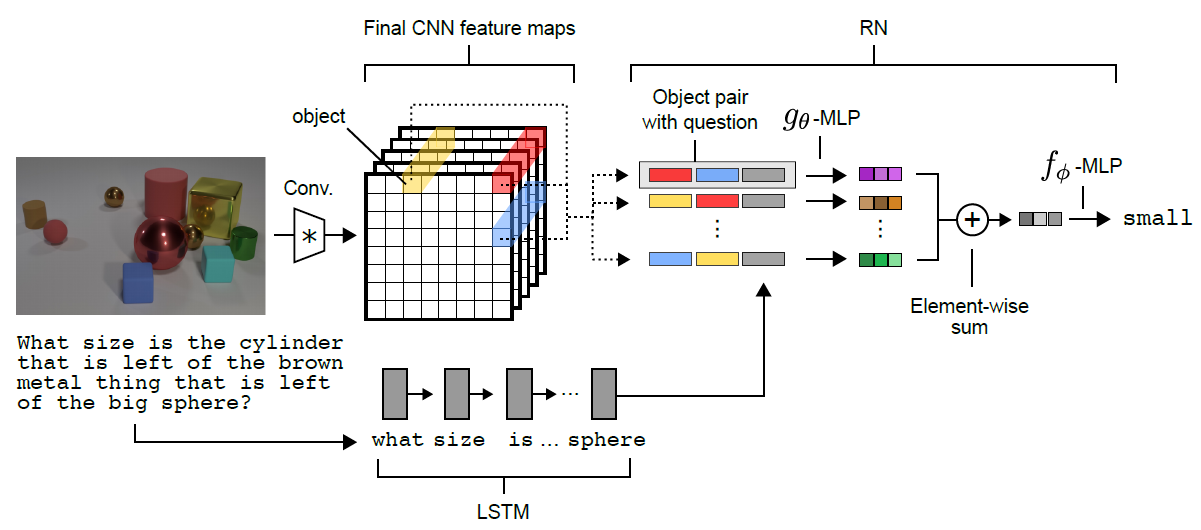 Final CNN feature maps
RN
object
Object pair
with question
gθ-MLP
fϕ-MLP
Conv.
*
+
small
...
Element-wise
sum
What size is the cylinder
that is left of the brown
metal thing that is left
of the big sphere?
...
what size is ... sphere
LSTM